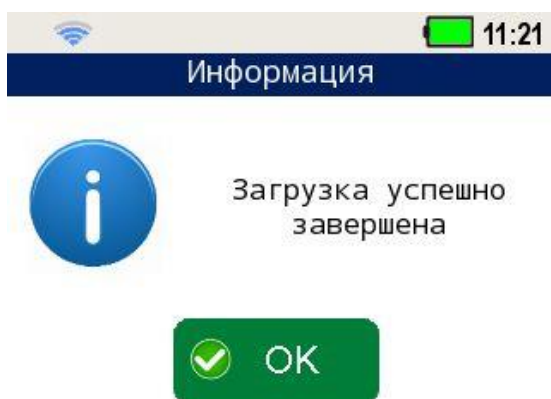 11:21
Информация
Загрузка успешно
завершена
OK